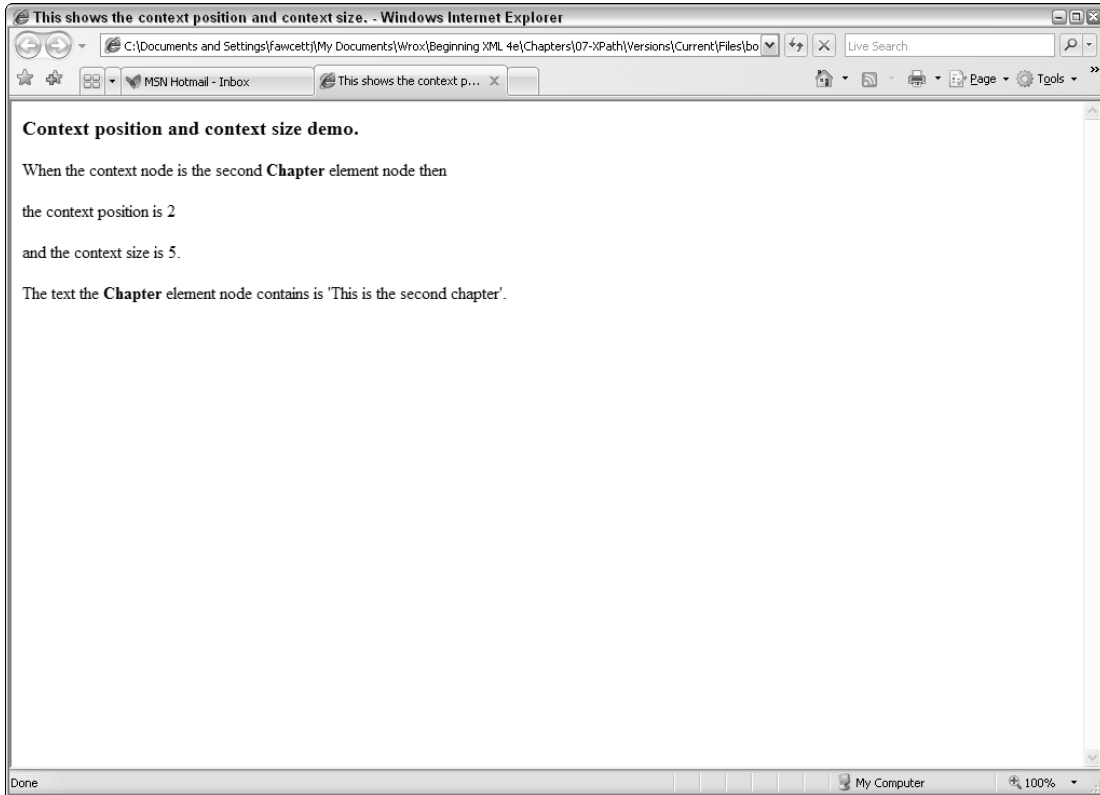 This shows the context position and context size. - Windows Internet Explorer
C:\Documents and Settings\fawcettj\My Documents\Wrox\Beginning XML 4e\Chapters\07-XPath\Versions\Current\Files\bo
Live Search
MSN Hotmail - Inbox
This shows the context p...
Page
Tools
»
Context position and context size demo.
When the context node is the second Chapter element node then
the context position is 2
and the context size is 5.
The text the Chapter element node contains is 'This is the second chapter'.
Done
My Computer
100%